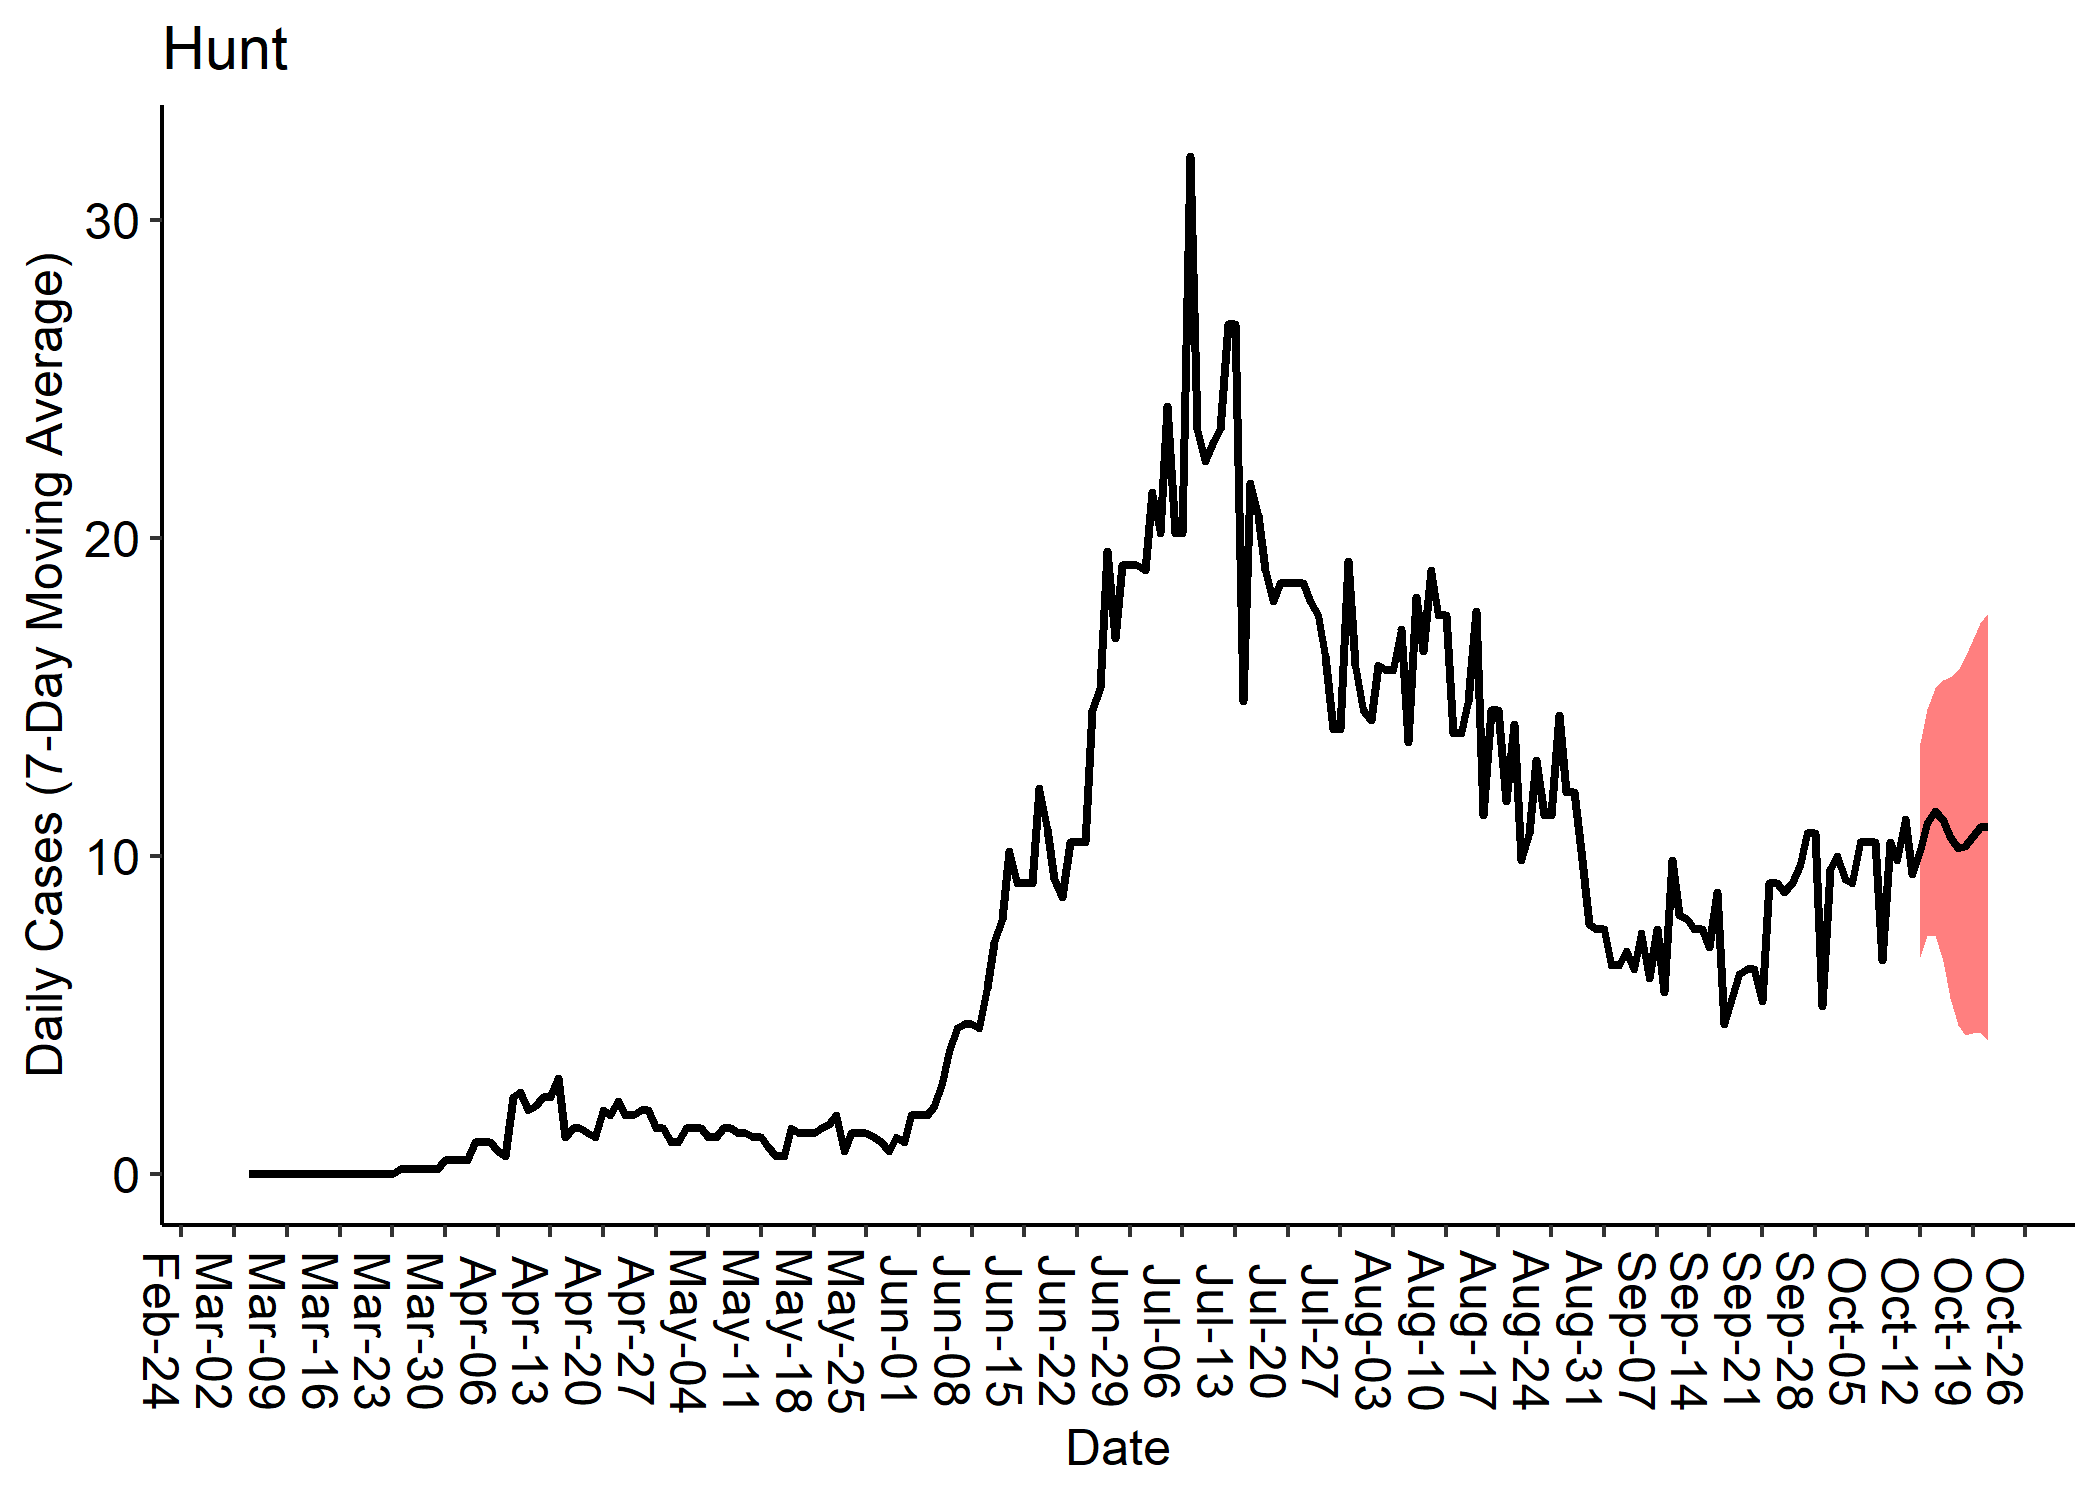 Hunt
Daily Cases (7-Day Moving Average)
30
20
10
0
Feb-24
Mar-02
Mar-09
Mar-16
Mar-23
Mar-30
Apr-06
Apr-13
Apr-20
Apr-27
May-04
May-11
May-18
May-25
Jun-01
Jun-08
Jun-15
Jun-22
Jun-29
Jul-06
Jul-13
Jul-20
Jul-27
Aug-03
Aug-10
Aug-17
Aug-24
Aug-31
Sep-07
Sep-14
Sep-21
Sep-28
Oct-05
Oct-12
Oct-19
Oct-26
Date